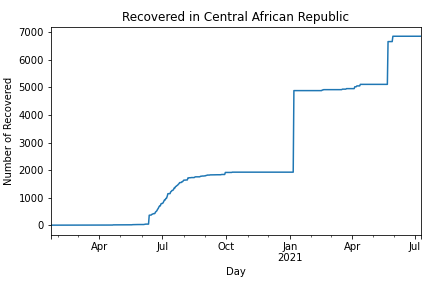 Recovered in Central African Republic
Number of Recovered
7000
6000
5000
4000
3000
2000
1000
0
Apr Jul Oct Jan Apr Jul
2021
Day